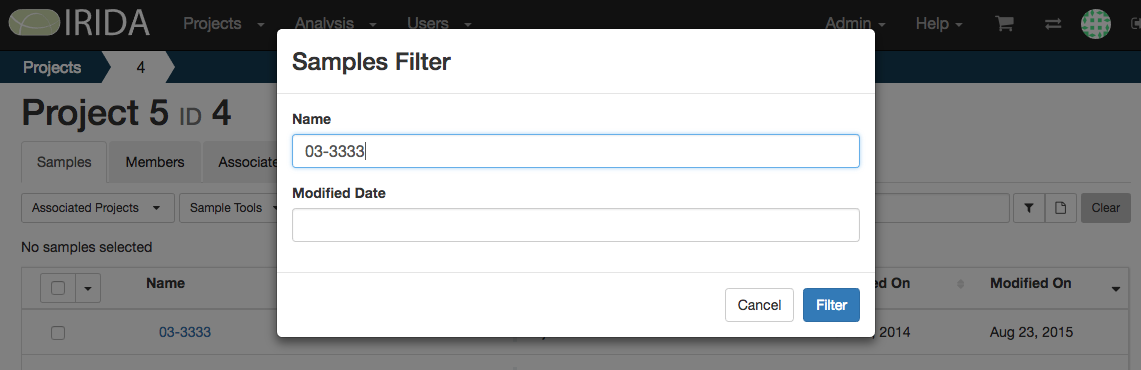 IRIDA Projects Analysis Users Admin Help
Projects 4
Samples Filter
Project 5 ID 4
Name
03-3333
Samples Members Associate
Modified Date
Associated Projects Sample Tools Clear
No samples selected
Name ed On Modified On
Cancel Filter
03-3333 2014 Aug 23, 2015